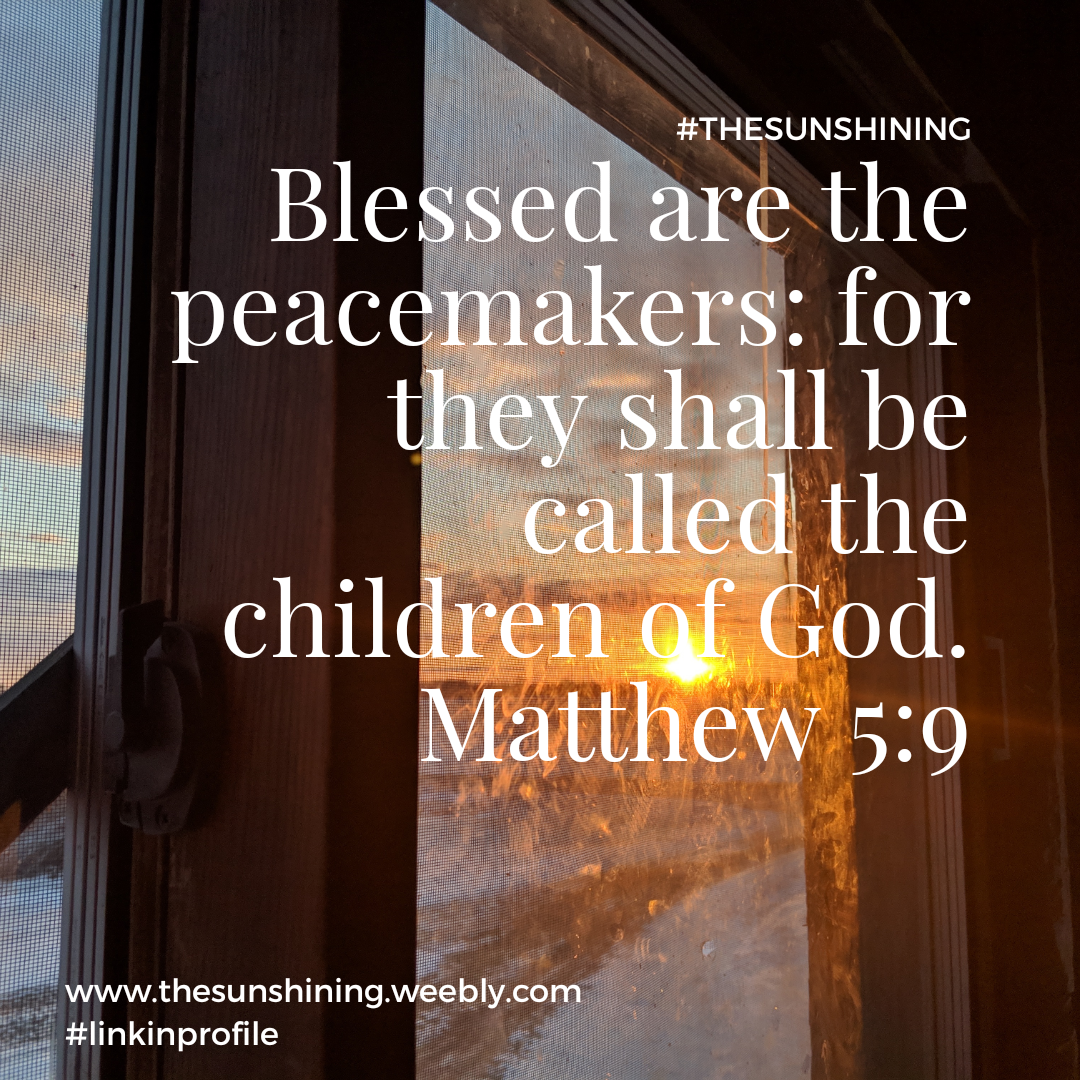 #THESUNSHINING
Blessed are the
peacemakers: for
they shall be
called the
children of God.
Matthew 5:9
www.thesunshining.weebly.com
#linkinprofile